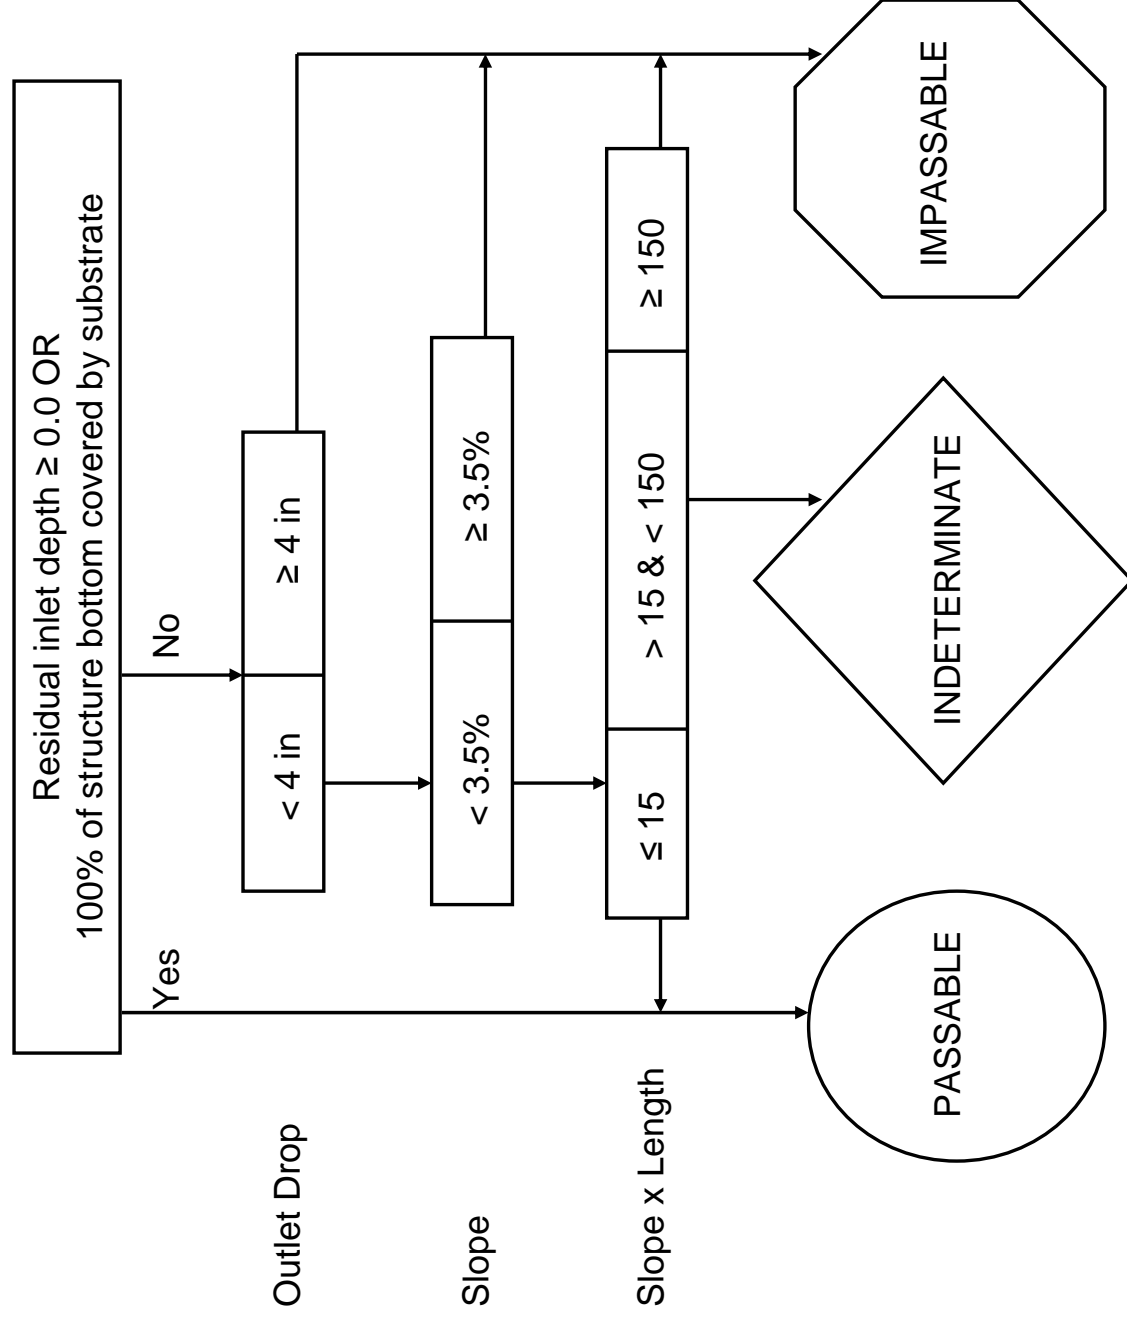 Residual inlet depth ≥ 0.0 OR
100% of structure bottom covered by substrate
Yes
No
Outlet Drop
< 4 in
≥ 4 in
Slope
< 3.5%
≥ 3.5%
Slope x Length
≤ 15
> 15 & < 150
≥ 150
PASSABLE
INDETERMINATE
IMPASSABLE